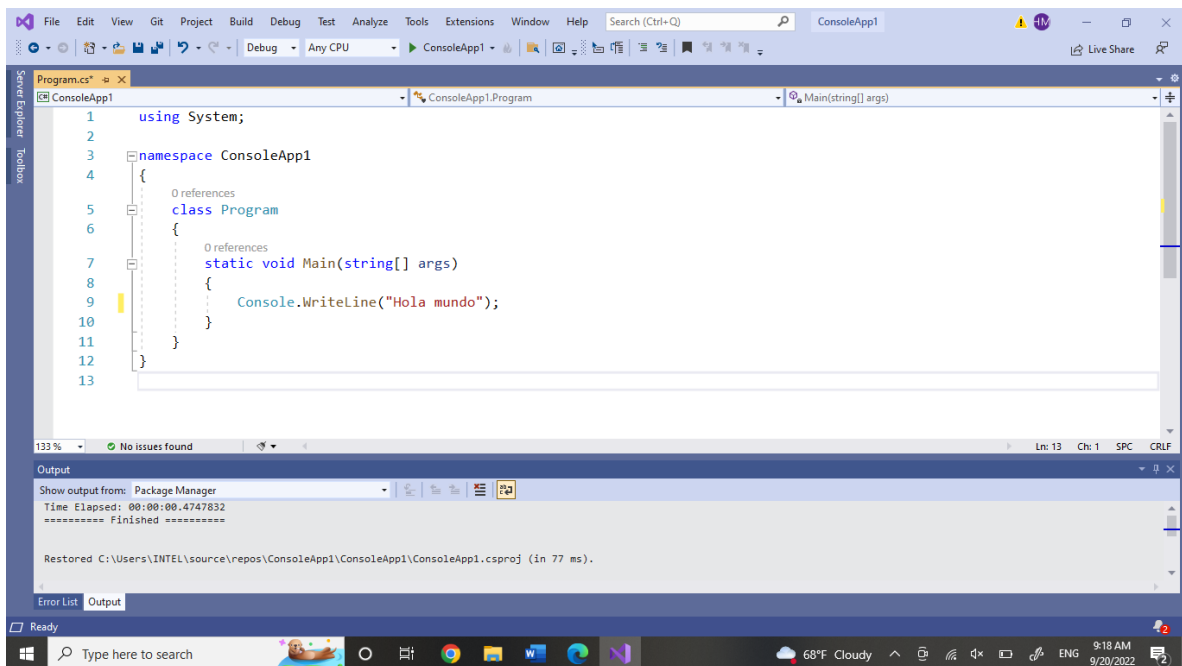 File Edit View Git Project Build Debug Test Analyze Tools Extensions Window Help Search (Ctrl+Q) ConsoleApp1 HM
Debug Any CPU ConsoleApp1 Live Share
Server Explorer
Toolbox
Program.cs*
C# ConsoleApp1 ConsoleApp1.Program Main(string[] args)
1 using System;
2
3 namespace ConsoleApp1
4 {
0 references
5 class Program
6 {
0 references
7 static void Main(string[] args)
8 {
9 Console.WriteLine("Hola mundo");
10 }
11 }
12 }
13
133 % No issues found Ln: 13 Ch: 1 SPC CRLF
Output
Show output from: Package Manager
Time Elapsed: 00:00:00.4747832
========== Finished ==========
Restored C:\Users\INTEL\source\repos\ConsoleApp1\ConsoleApp1\ConsoleApp1.csproj (in 77 ms).
Error List Output
Ready 2
Type here to search 68°F Cloudy ENG 9:18 AM
9/20/2022 2